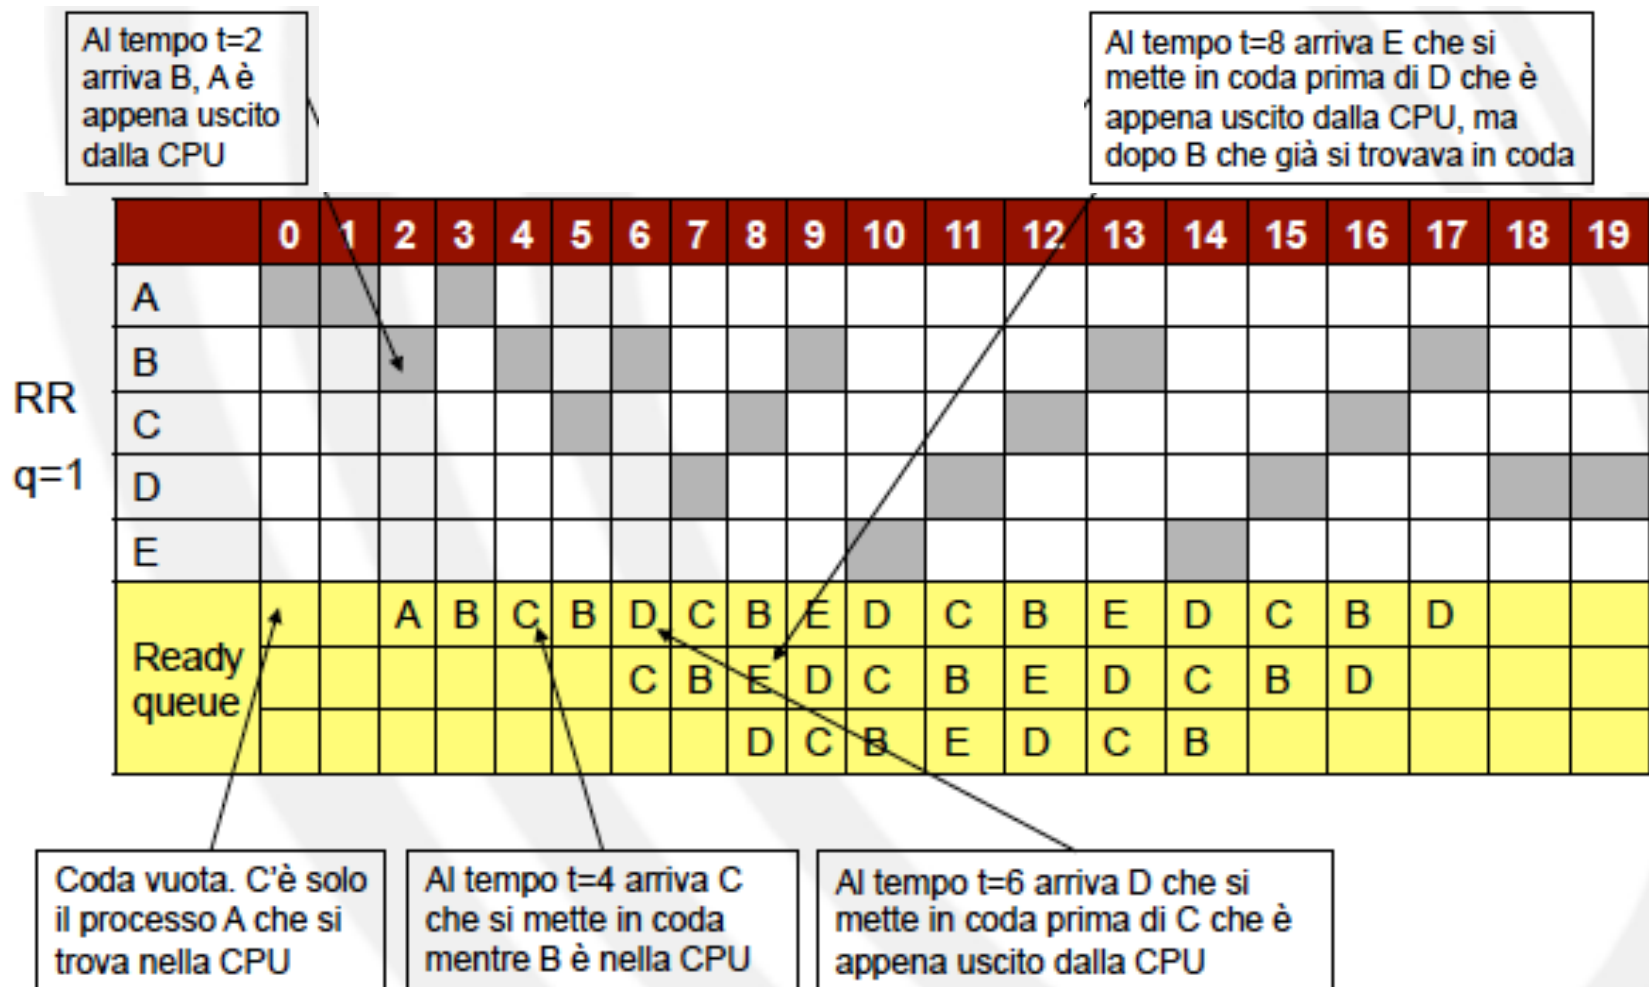 Al tempo t=2
arriva B, A è
appena uscito
dalla CPU
Al tempo t=8 arriva E che si
mette in coda prima di D che è
appena uscito dalla CPU, ma
dopo B che già si trovava in coda
0 1 2 3 4 5 6 7 8 9 10 11 12 13 14 15 16 17 18 19
RR
q=1
A
B
C
D
E
Ready
queue
A B C B D C B E D C B E D C B D
C B E D C B E D C B D
D C B E D C B
Coda vuota. C'è solo
il processo A che si
trova nella CPU
Al tempo t=4 arriva C
che si mette in coda
mentre B è nella CPU
Al tempo t=6 arriva D che si
mette in coda prima di C che è
appena uscito dalla CPU